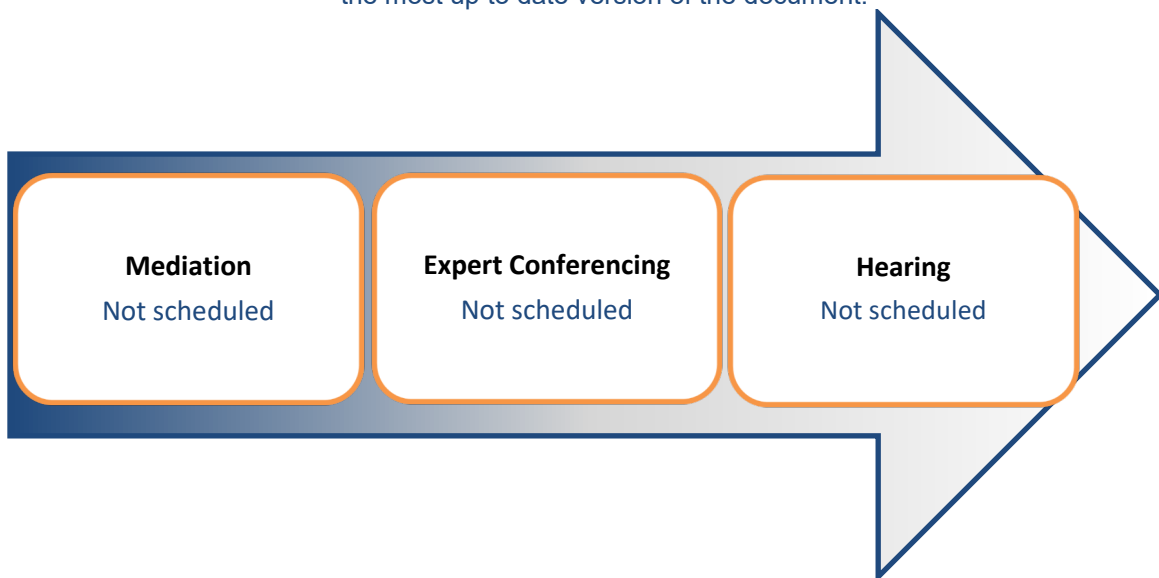 the most up to date version of the document.
Mediation
Not scheduled
Expert Conferencing
Not scheduled
Hearing
Not scheduled